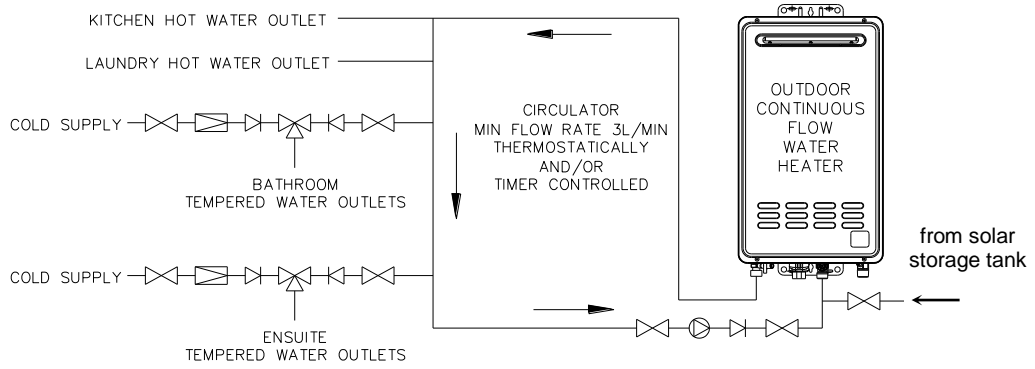 KITCHEN HOT WATER OUTLET
LAUNDRY HOT WATER OUTLET
COLD SUPPLY
BATHROOM
TEMPERED WATER OUTLETS
COLD SUPPLY
ENSUITE
TEMPERED WATER OUTLETS
CIRCULATOR
MIN FLOW RATE 3L/MIN
THERMOSTATICALLY
AND/OR
TIMER CONTROLLED
OUTDOOR
CONTINUOUS
FLOW
WATER
HEATER
from solar
storage tank